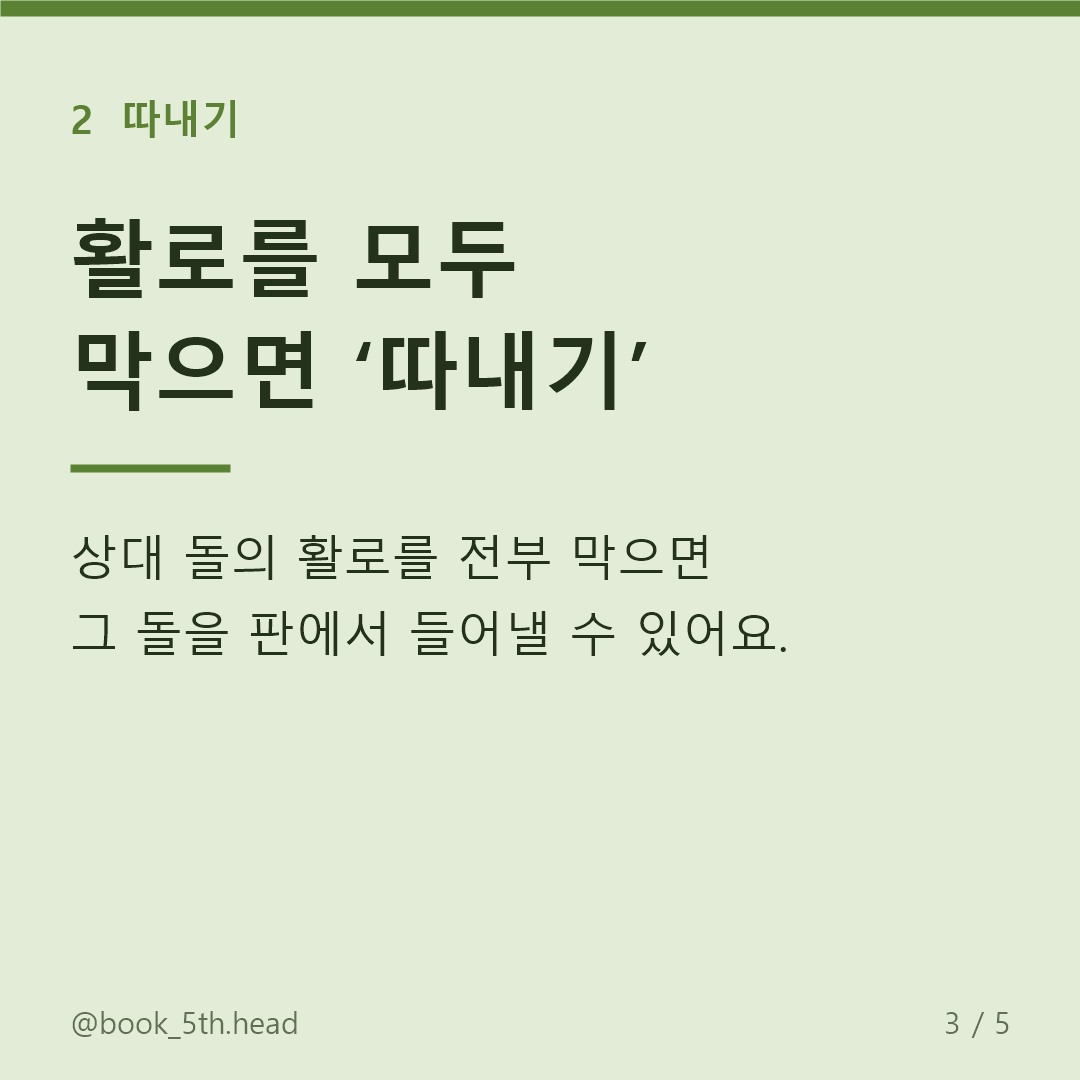 2 따내기
활로를 모두
막으면 ‘따내기’
상대 돌의 활로를 전부 막으면
그 돌을 판에서 들어낼 수 있어요.
@book_5th.head
3 / 5